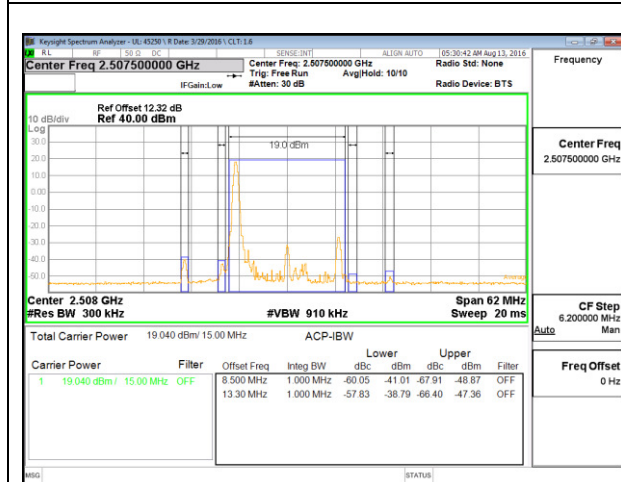 Keysight Spectrum Analyzer - UL: 45250 \ R Date: 3/29/2016 \ CLT: 1.6
RL RF 50 Ω DC SENSE:INT ALIGN AUTO 05:30:42 AM Aug 13, 2016
Center Freq 2.507500000 GHz
Center Freq: 2.507500000 GHz Radio Std: None
Trig: Free Run Avg|Hold: 10/10
IFGain:Low #Atten: 30 dB Radio Device: BTS
Ref Offset 12.32 dB
10 dB/div Ref 40.00 dBm
Log
30.0
20.0
10.0
0.00
-10.0
-20.0
-30.0
-40.0
-50.0
19.0 dBm
Average
Center 2.508 GHz Span 62 MHz
#Res BW 300 kHz #VBW 910 kHz Sweep 20 ms
Total Carrier Power 19.040 dBm/ 15.00 MHz ACP-IBW
Lower Upper
Carrier Power Filter Offset Freq Integ BW dBc dBm dBc dBm Filter
1 19.040 dBm / 15.00 MHz OFF 8.500 MHz 1.000 MHz -60.05 -41.01 -67.91 -48.87 OFF
13.30 MHz 1.000 MHz -57.83 -38.79 -66.40 -47.36 OFF
MSG STATUS
Frequency
Center Freq
2.507500000 GHz
CF Step
6.200000 MHz
Auto Man
Freq Offset
0 Hz